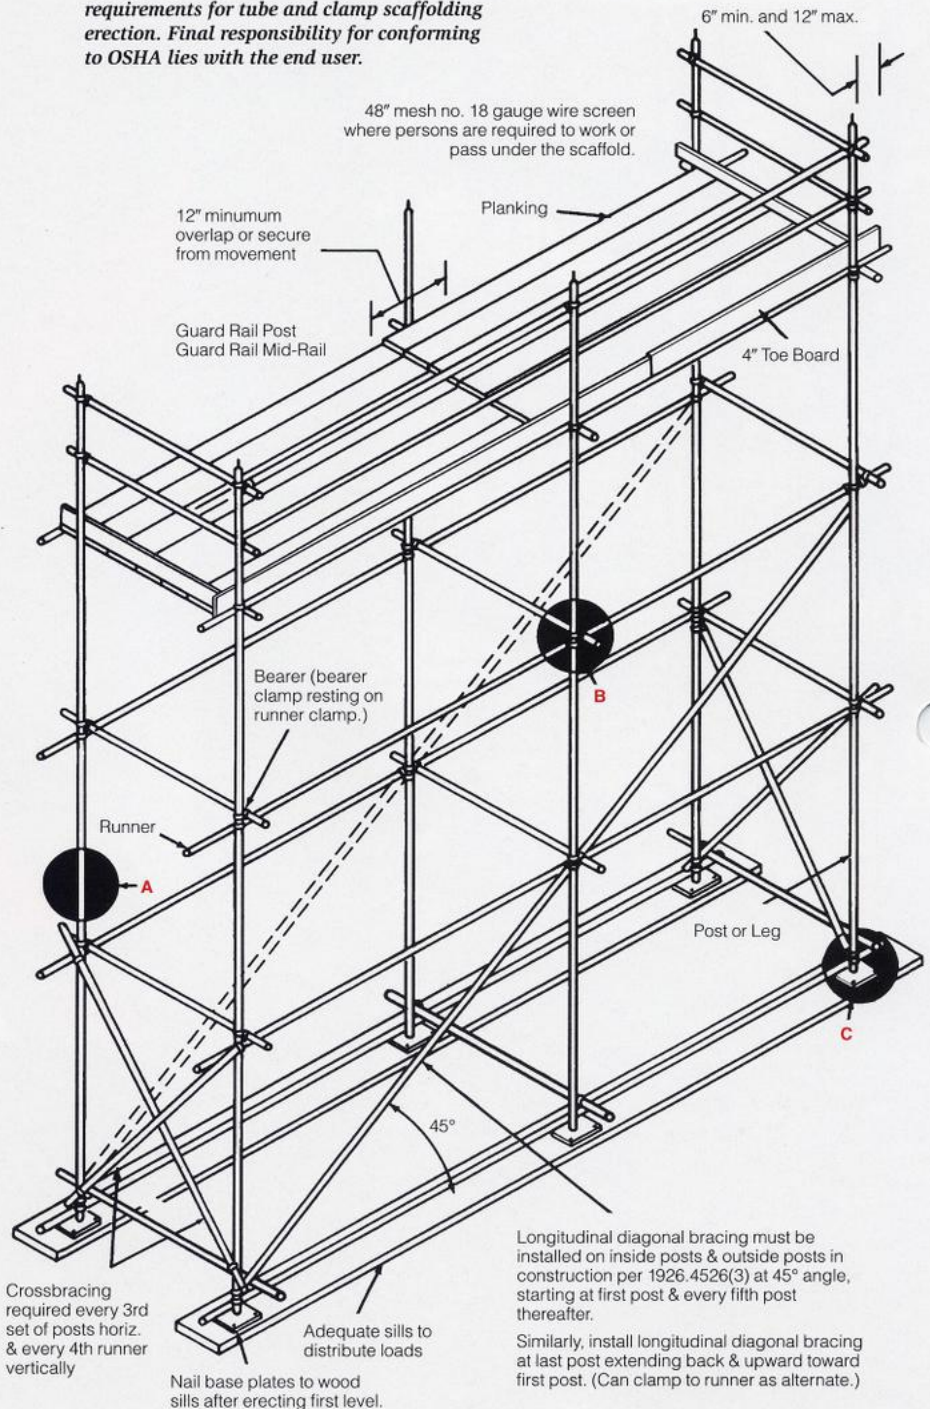 requirements for tube and clamp scaffolding
erection. Final responsibility for conforming
to OSHA lies with the end user.
6" min. and 12" max.
48" mesh no. 18 gauge wire screen
where persons are required to work or
pass under the scaffold.
12" minumum
overlap or secure
from movement
Planking
Guard Rail Post
Guard Rail Mid-Rail
4" Toe Board
Bearer (bearer
clamp resting on
runner clamp.)
B
Runner
A
Post or Leg
C
45°
Longitudinal diagonal bracing must be
installed on inside posts & outside posts in
construction per 1926.4526(3) at 45° angle,
starting at first post & every fifth post
thereafter.
Similarly, install longitudinal diagonal bracing
at last post extending back & upward toward
first post. (Can clamp to runner as alternate.)
Crossbracing
required every 3rd
set of posts horiz.
& every 4th runner
vertically
Adequate sills to
distribute loads
Nail base plates to wood
sills after erecting first level.